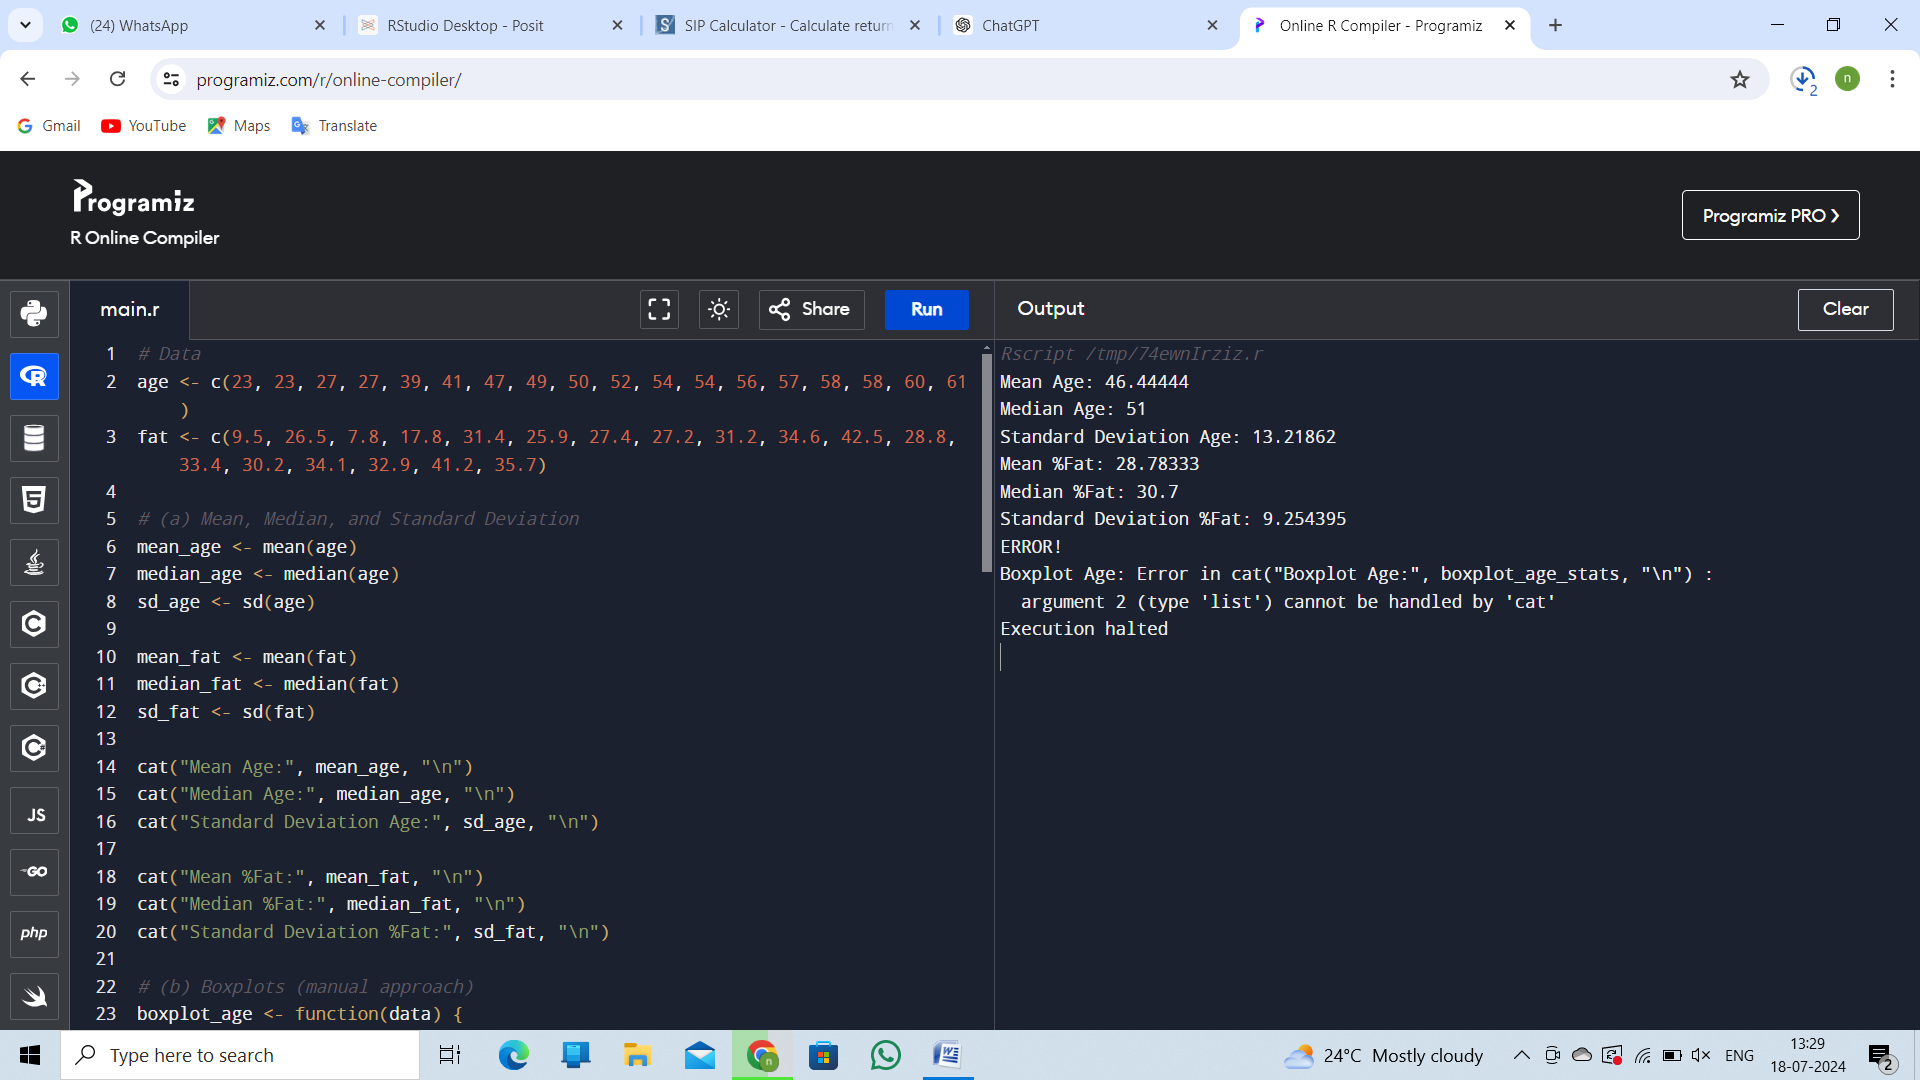 (24) WhatsApp
RStudio Desktop - Posit
SIP Calculator - Calculate return
ChatGPT
Online R Compiler - Programiz
programiz.com/r/online-compiler/
n
2
Gmail
YouTube
Maps
Translate
Programiz
R Online Compiler
Programiz PRO ❯
main.r
Share
Run
Output
Clear
1 # Data
2 age <- c(23, 23, 27, 27, 39, 41, 47, 49, 50, 52, 54, 54, 56, 57, 58, 58, 60, 61
)
3 fat <- c(9.5, 26.5, 7.8, 17.8, 31.4, 25.9, 27.4, 27.2, 31.2, 34.6, 42.5, 28.8,
33.4, 30.2, 34.1, 32.9, 41.2, 35.7)
4
5 # (a) Mean, Median, and Standard Deviation
6 mean_age <- mean(age)
7 median_age <- median(age)
8 sd_age <- sd(age)
9
10 mean_fat <- mean(fat)
11 median_fat <- median(fat)
12 sd_fat <- sd(fat)
13
14 cat("Mean Age:", mean_age, "\n")
15 cat("Median Age:", median_age, "\n")
16 cat("Standard Deviation Age:", sd_age, "\n")
17
18 cat("Mean %Fat:", mean_fat, "\n")
19 cat("Median %Fat:", median_fat, "\n")
20 cat("Standard Deviation %Fat:", sd_fat, "\n")
21
22 # (b) Boxplots (manual approach)
23 boxplot_age <- function(data) {
Rscript /tmp/74ewnIrziz.r
Mean Age: 46.44444
Median Age: 51
Standard Deviation Age: 13.21862
Mean %Fat: 28.78333
Median %Fat: 30.7
Standard Deviation %Fat: 9.254395
ERROR!
Boxplot Age: Error in cat("Boxplot Age:", boxplot_age_stats, "\n") :
argument 2 (type 'list') cannot be handled by 'cat'
Execution halted
R
5
C
C
C
JS
GO
php
Type here to search
n
W
24°C Mostly cloudy
ENG
13:29
18-07-2024
2